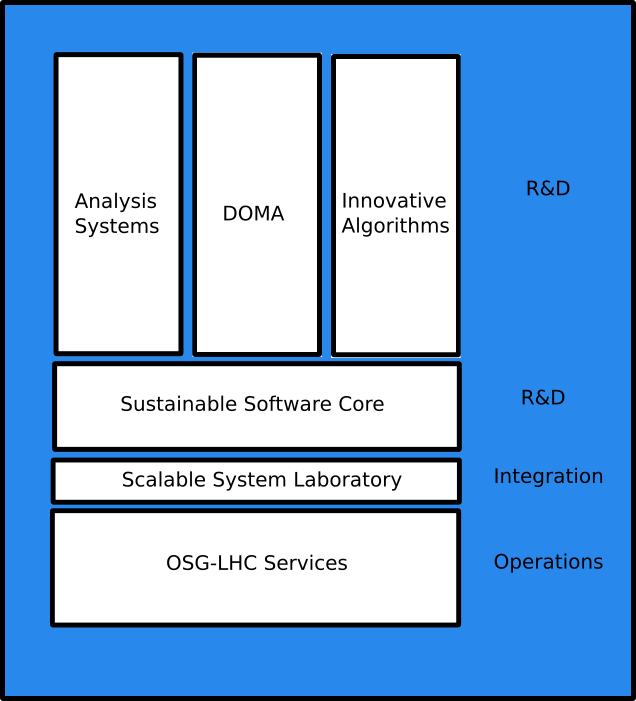 Analysis
Systems
DOMA
Innovative
Algorithms
R&D
Sustainable Software Core
R&D
Scalable System Laboratory
Integration
OSG-LHC Services
Operations